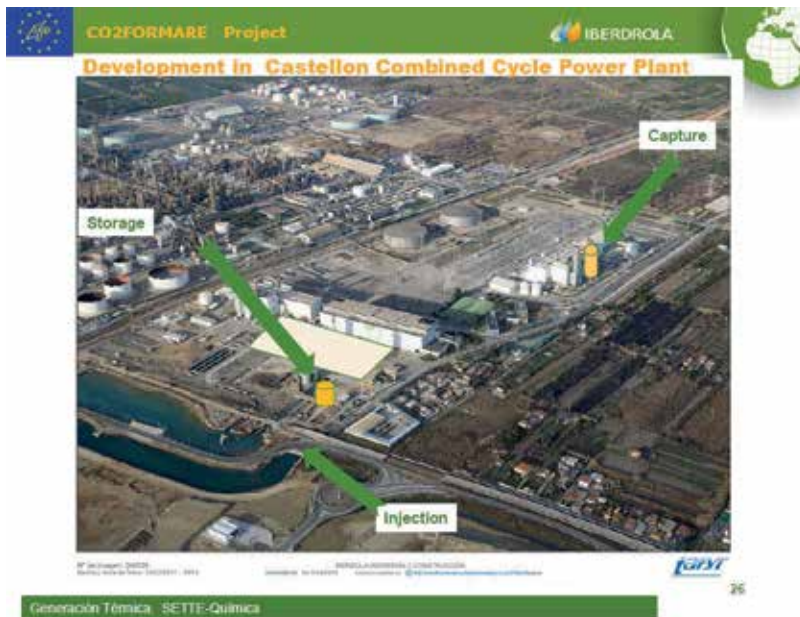 CO2FORMARE Project
IBERDROLA
Development in Castellon Combined Cycle Power Plant
Capture
Storage
Injection
26
Generación Térmica SETTE-Química